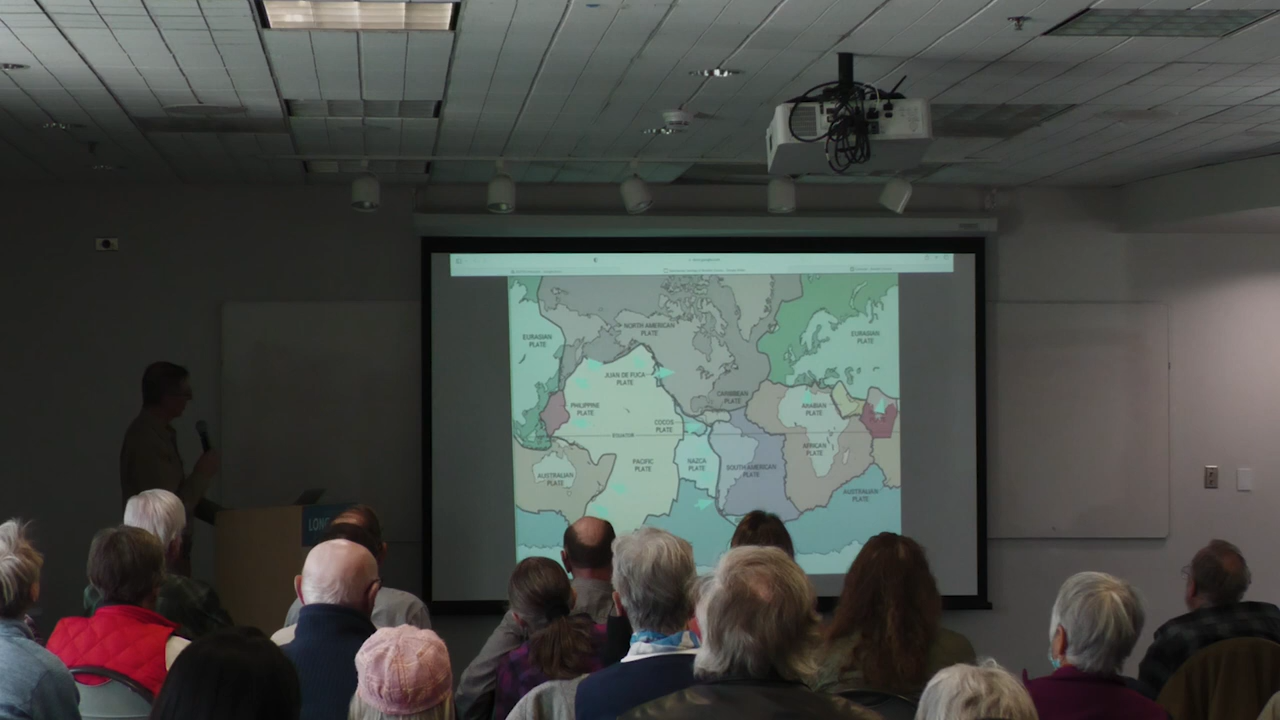 NORTH AMERICAN
PLATE
EURASIAN
PLATE
EURASIAN
PLATE
JUAN DE FUCA
PLATE
CARIBBEAN
PLATE
PHILIPPINE
PLATE
ARABIAN
PLATE
COCOS
PLATE
EQUATOR
AFRICAN
PLATE
PACIFIC
PLATE
NAZCA
PLATE
SOUTH AMERICAN
PLATE
AUSTRALIAN
PLATE
AUSTRALIAN
PLATE
LON